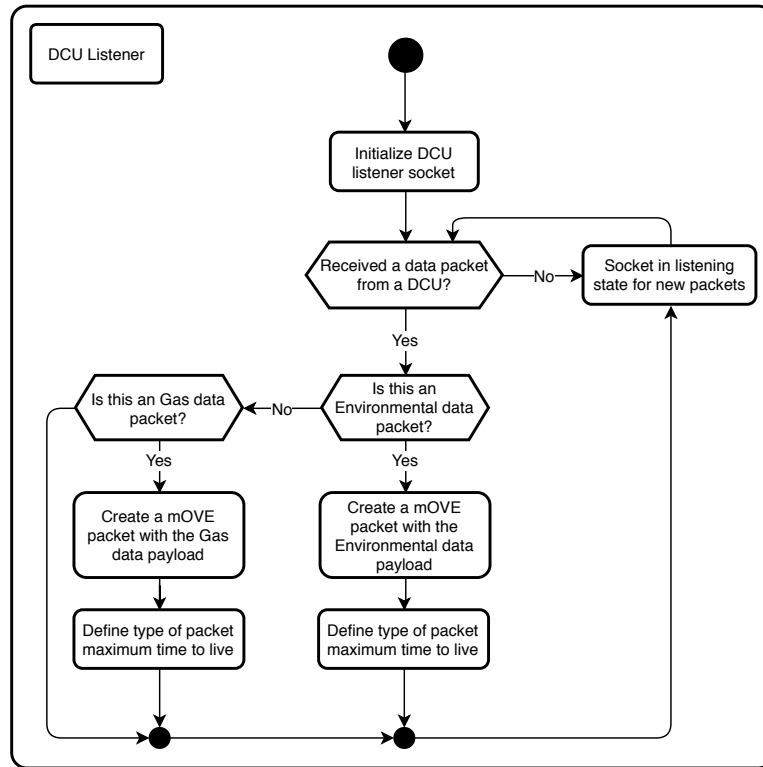 DCU Listener
Initialize DCU
listener socket
Received a data packet
from a DCU?
No
Socket in listening
state for new packets
Yes
Is this an Gas data
packet?
No
Is this an
Environmental data
packet?
Yes
Yes
Create a mOVE
packet with the Gas
data payload
Create a mOVE
packet with the
Environmental data
payload
Define type of packet
maximum time to live
Define type of packet
maximum time to live